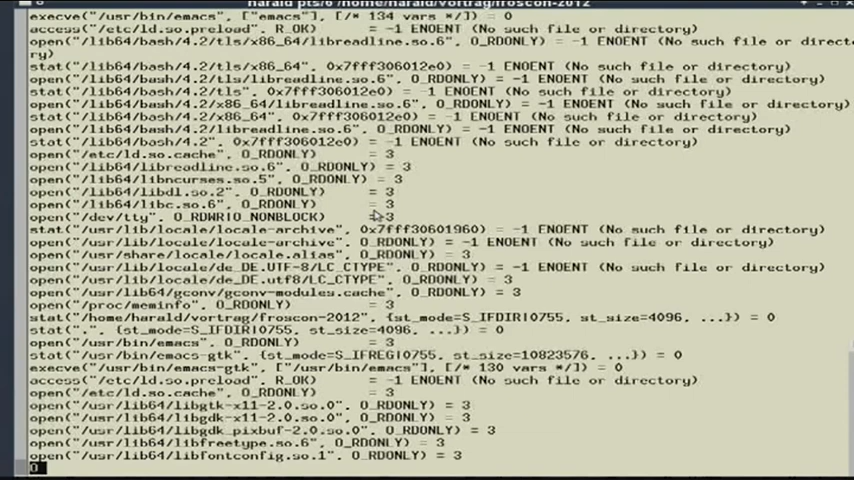 harald pts/6 /home/harald/vortrag/froscon-2012
execve("/usr/bin/emacs", ["emacs"], [/* 134 vars */]) = 0
access("/etc/ld.so.preload", R_OK) = -1 ENOENT (No such file or directory)
open("/lib64/bash/4.2/tls/x86_64/libreadline.so.6", O_RDONLY) = -1 ENOENT (No such file or directo
ry)
stat("/lib64/bash/4.2/tls/x86_64", 0x7fff306012e0) = -1 ENOENT (No such file or directory)
open("/lib64/bash/4.2/tls/libreadline.so.6", O_RDONLY) = -1 ENOENT (No such file or directory)
stat("/lib64/bash/4.2/tls", 0x7fff306012e0) = -1 ENOENT (No such file or directory)
open("/lib64/bash/4.2/x86_64/libreadline.so.6", O_RDONLY) = -1 ENOENT (No such file or directory)
stat("/lib64/bash/4.2/x86_64", 0x7fff306012e0) = -1 ENOENT (No such file or directory)
open("/lib64/bash/4.2/libreadline.so.6", O_RDONLY) = -1 ENOENT (No such file or directory)
stat("/lib64/bash/4.2", 0x7fff306012e0) = -1 ENOENT (No such file or directory)
open("/etc/ld.so.cache", O_RDONLY) = 3
open("/lib64/libreadline.so.6", O_RDONLY) = 3
open("/lib64/libncurses.so.5", O_RDONLY) = 3
open("/lib64/libdl.so.2", O_RDONLY) = 3
open("/lib64/libc.so.6", O_RDONLY) = 3
open("/dev/tty", O_RDWR|O_NONBLOCK) = 3
stat("/usr/lib/locale/locale-archive", 0x7fff30601960) = -1 ENOENT (No such file or directory)
open("/usr/lib/locale/locale-archive", O_RDONLY) = -1 ENOENT (No such file or directory)
open("/usr/share/locale/locale.alias", O_RDONLY) = 3
open("/usr/lib/locale/de_DE.UTF-8/LC_CTYPE", O_RDONLY) = -1 ENOENT (No such file or directory)
open("/usr/lib/locale/de_DE.utf8/LC_CTYPE", O_RDONLY) = 3
open("/usr/lib64/gconv/gconv-modules.cache", O_RDONLY) = 3
open("/proc/meminfo", O_RDONLY) = 3
stat("/home/harald/vortrag/froscon-2012", {st_mode=S_IFDIR|0755, st_size=4096, ...}) = 0
stat(".", {st_mode=S_IFDIR|0755, st_size=4096, ...}) = 0
open("/usr/bin/emacs", O_RDONLY) = 3
stat("/usr/bin/emacs-gtk", {st_mode=S_IFREG|0755, st_size=10823576, ...}) = 0
execve("/usr/bin/emacs-gtk", ["/usr/bin/emacs"], [/* 130 vars */]) = 0
access("/etc/ld.so.preload", R_OK) = -1 ENOENT (No such file or directory)
open("/etc/ld.so.cache", O_RDONLY) = 3
open("/usr/lib64/libgtk-x11-2.0.so.0", O_RDONLY) = 3
open("/usr/lib64/libgdk-x11-2.0.so.0", O_RDONLY) = 3
open("/usr/lib64/libgdk_pixbuf-2.0.so.0", O_RDONLY) = 3
open("/usr/lib64/libfreetype.so.6", O_RDONLY) = 3
open("/usr/lib64/libfontconfig.so.1", O_RDONLY) = 3